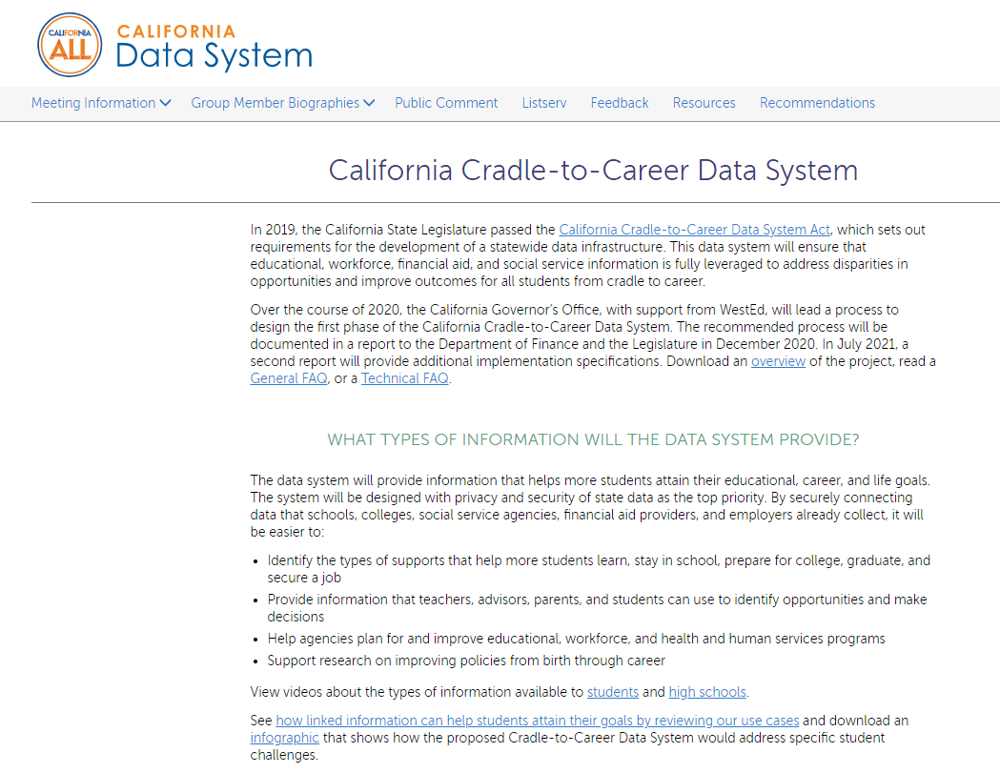 CALIFORNIA
ALL
CALIFORNIA
Data System
Meeting Information Group Member Biographies Public Comment Listserv Feedback Resources Recommendations
California Cradle-to-Career Data System
In 2019, the California State Legislature passed the California Cradle-to-Career Data System Act, which sets out
requirements for the development of a statewide data infrastructure. This data system will ensure that
educational, workforce, financial aid, and social service information is fully leveraged to address disparities in
opportunities and improve outcomes for all students from cradle to career.
Over the course of 2020, the California Governor's Office, with support from WestEd, will lead a process to
design the first phase of the California Cradle-to-Career Data System. The recommended process will be
documented in a report to the Department of Finance and the Legislature in December 2020. In July 2021, a
second report will provide additional implementation specifications. Download an overview of the project, read a
General FAQ, or a Technical FAQ.
WHAT TYPES OF INFORMATION WILL THE DATA SYSTEM PROVIDE?
The data system will provide information that helps more students attain their educational, career, and life goals.
The system will be designed with privacy and security of state data as the top priority. By securely connecting
data that schools, colleges, social service agencies, financial aid providers, and employers already collect, it will
be easier to:
• Identify the types of supports that help more students learn, stay in school, prepare for college, graduate, and
secure a job
• Provide information that teachers, advisors, parents, and students can use to identify opportunities and make
decisions
• Help agencies plan for and improve educational, workforce, and health and human services programs
• Support research on improving policies from birth through career
View videos about the types of information available to students and high schools.
See how linked information can help students attain their goals by reviewing our use cases and download an
infographic that shows how the proposed Cradle-to-Career Data System would address specific student
challenges.